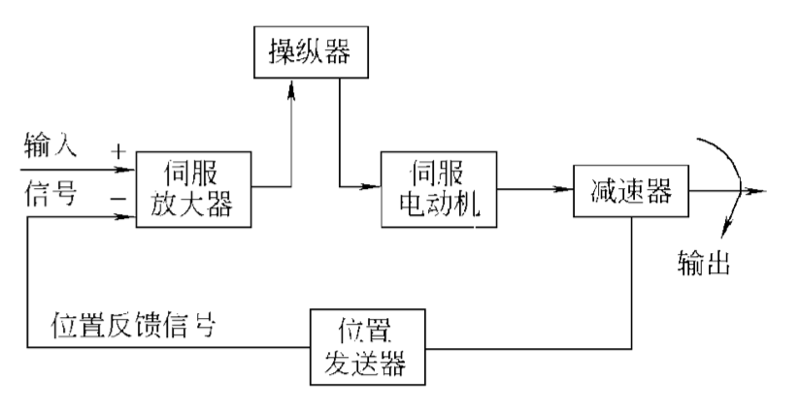 操纵器
输入
+
信号
−
伺服
放大器
伺服
电动机
减速器
输出
位置反馈信号
位置
发送器